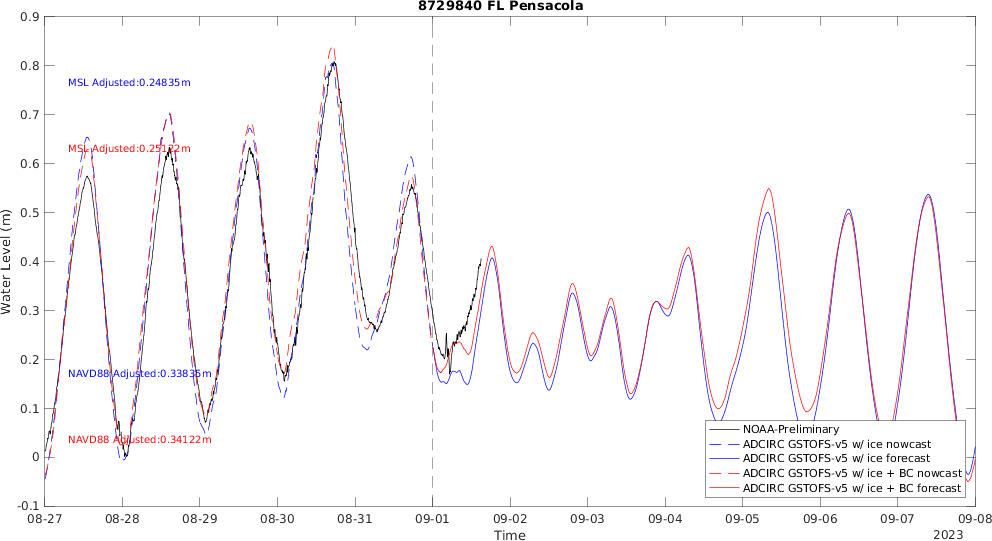 8729840 FL Pensacola
0.9
0.8
0.7
0.6
0.5
0.4
0.3
0.2
0.1
0
-0.1
Water Level (m)
MSL Adjusted:0.24835m
MSL Adjusted:0.25122m
NAVD88 Adjusted:0.33835m
NAVD88 Adjusted:0.34122m
NOAA-Preliminary
ADCIRC GSTOFS-v5 w/ ice nowcast
ADCIRC GSTOFS-v5 w/ ice forecast
ADCIRC GSTOFS-v5 w/ ice + BC nowcast
ADCIRC GSTOFS-v5 w/ ice + BC forecast
08-27 08-28 08-29 08-30 08-31 09-01 09-02 09-03 09-04 09-05 09-06 09-07 09-08
Time
2023